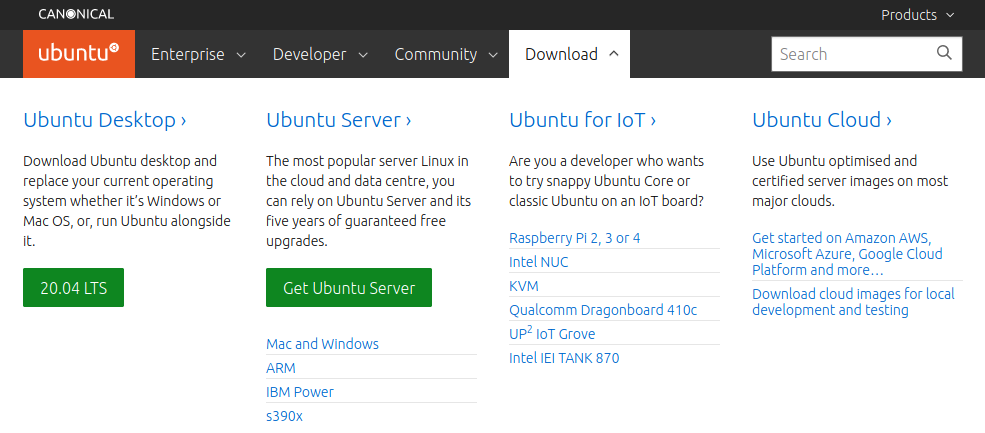 CANONICAL
Products
ubuntu
Enterprise
Developer
Community
Download
Search
Ubuntu Desktop ›
Download Ubuntu desktop and
replace your current operating
system whether it's Windows or
Mac OS, or, run Ubuntu alongside
it.
20.04 LTS
Ubuntu Server ›
The most popular server Linux in
the cloud and data centre, you
can rely on Ubuntu Server and its
five years of guaranteed free
upgrades.
Get Ubuntu Server
Mac and Windows
ARM
IBM Power
s390x
Ubuntu for IoT ›
Are you a developer who wants
to try snappy Ubuntu Core or
classic Ubuntu on an IoT board?
Raspberry Pi 2, 3 or 4
Intel NUC
KVM
Qualcomm Dragonboard 410c
UP² IoT Grove
Intel IEI TANK 870
Ubuntu Cloud ›
Use Ubuntu optimised and
certified server images on most
major clouds.
Get started on Amazon AWS,
Microsoft Azure, Google Cloud
Platform and more…
Download cloud images for local
development and testing